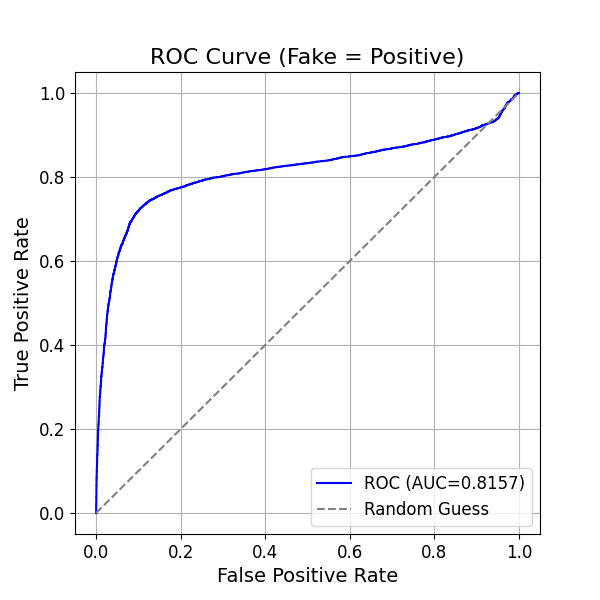 ROC Curve (Fake = Positive)
True Positive Rate
1.0
0.8
0.6
0.4
0.2
0.0
ROC (AUC=0.8157)
Random Guess
0.0 0.2 0.4 0.6 0.8 1.0
False Positive Rate